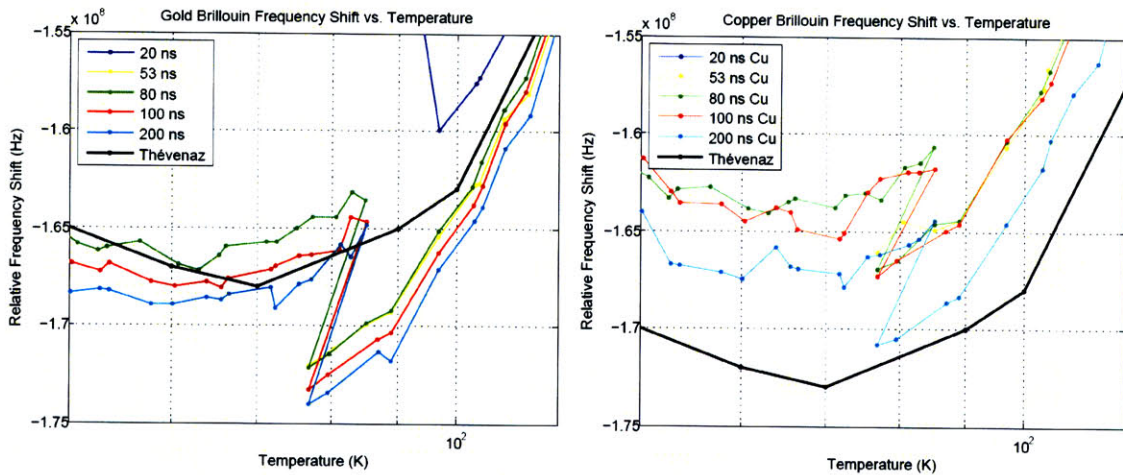 Gold Brillouin Frequency Shift vs. Temperature
x 10^8
-1.55
-1.6
-1.65
-1.7
-1.75
Relative Frequency Shift (Hz)
20 ns
53 ns
80 ns
100 ns
200 ns
Thévenaz
10^2
Temperature (K)
Copper Brillouin Frequency Shift vs. Temperature
x 10^8
-1.55
-1.6
-1.65
-1.7
-1.75
Relative Frequency Shift (Hz)
20 ns Cu
53 ns Cu
80 ns Cu
100 ns Cu
200 ns Cu
Thévenaz
10^2
Temperature (K)